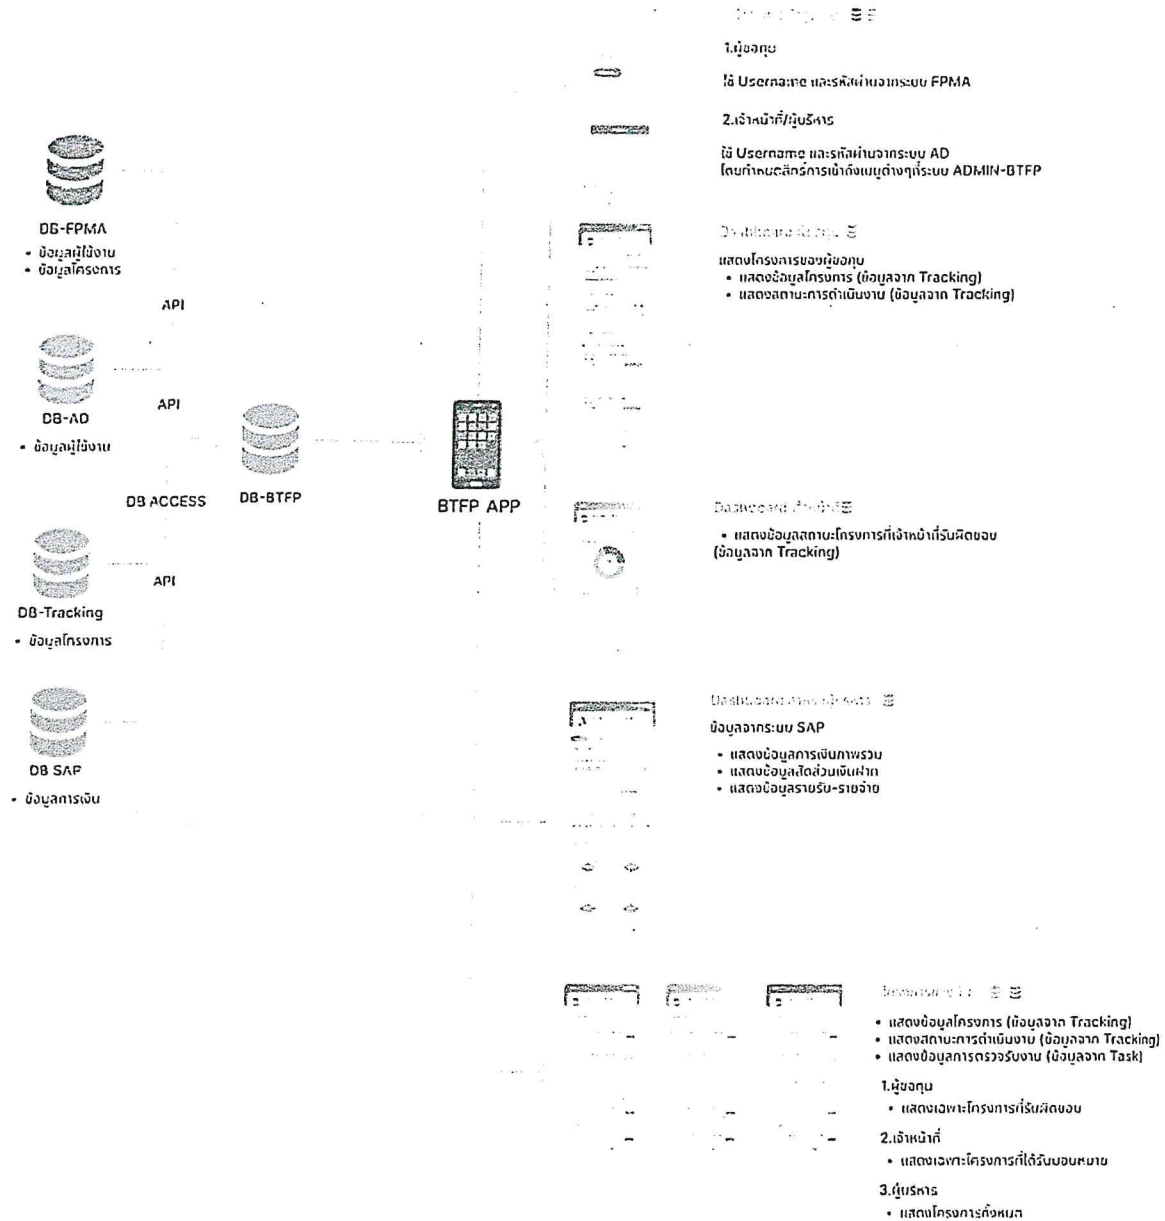 1.ผู้ขอทุน
ใช้ Username และรหัสผ่านจากระบบ FPMA
2.เจ้าหน้าที่/ผู้บริหาร
ใช้ Username และรหัสผ่านจากระบบ AD
โดยกำหนดสิทธิ์การเข้าถึงเมนูต่างๆที่ระบบ ADMIN-BTFP
DB-FPMA
• ข้อมูลผู้ใช้งาน
• ข้อมูลโครงการ
API
DB-AD
• ข้อมูลผู้ใช้งาน
API
DB ACCESS
DB-BTFP
BTFP APP
DB-Tracking
• ข้อมูลโครงการ
API
DB SAP
• ข้อมูลการเงิน
Dashboard ผู้ขอทุน
แสดงโครงการของผู้ขอทุน
• แสดงข้อมูลโครงการ (ข้อมูลจาก Tracking)
• แสดงสถานะการดำเนินงาน (ข้อมูลจาก Tracking)
Dashboard เจ้าหน้าที่
• แสดงข้อมูลสถานะโครงการที่เจ้าหน้าที่รับผิดชอบ
(ข้อมูลจาก Tracking)
Dashboard
ข้อมูลจากระบบ SAP
• แสดงข้อมูลการเงินภาพรวม
• แสดงข้อมูลสัดส่วนเงินฝาก
• แสดงข้อมูลรายรับ-รายจ่าย
• แสดงข้อมูลโครงการ (ข้อมูลจาก Tracking)
• แสดงสถานะการดำเนินงาน (ข้อมูลจาก Tracking)
• แสดงข้อมูลการตรวจรับงาน (ข้อมูลจาก Task)
1.ผู้ขอทุน
• แสดงเฉพาะโครงการที่รับผิดชอบ
2.เจ้าหน้าที่
• แสดงเฉพาะโครงการที่ได้รับมอบหมาย
3.ผู้บริหาร
• แสดงโครงการทั้งหมด